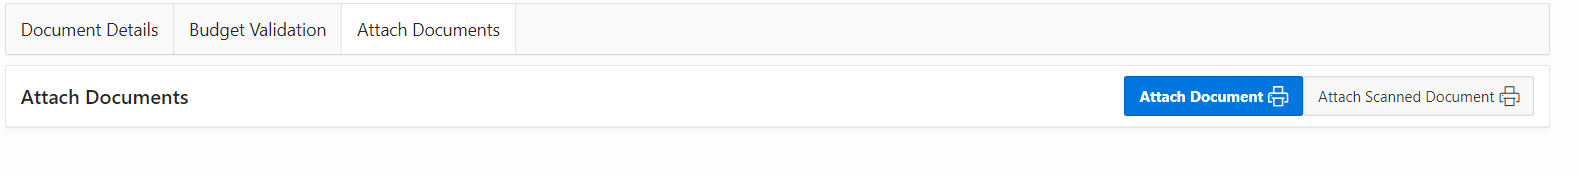 Document Details Budget Validation Attach Documents
Attach Documents Attach Document Attach Scanned Document